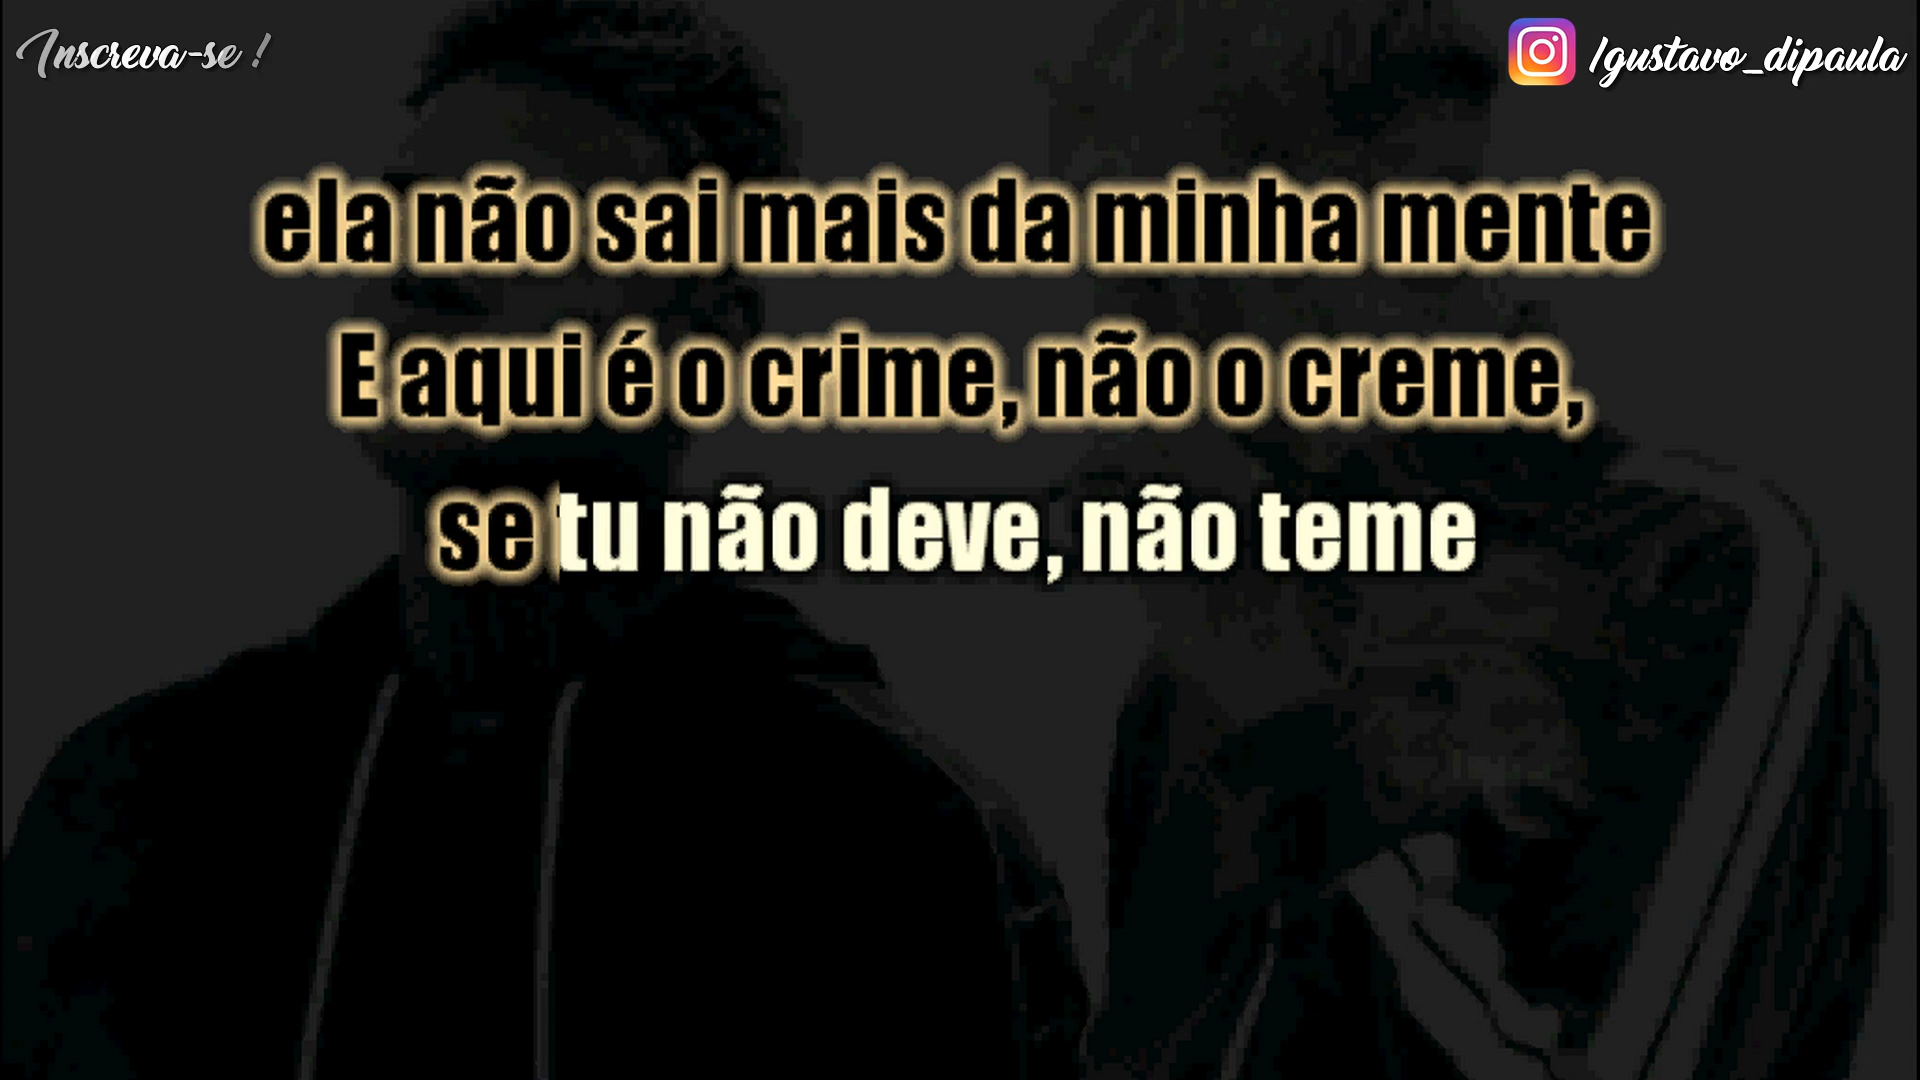 Inscreva-se !
/gustavo_dipaula
ela não sai mais da minha mente
E aqui é o crime, não o creme,
se tu não deve, não teme